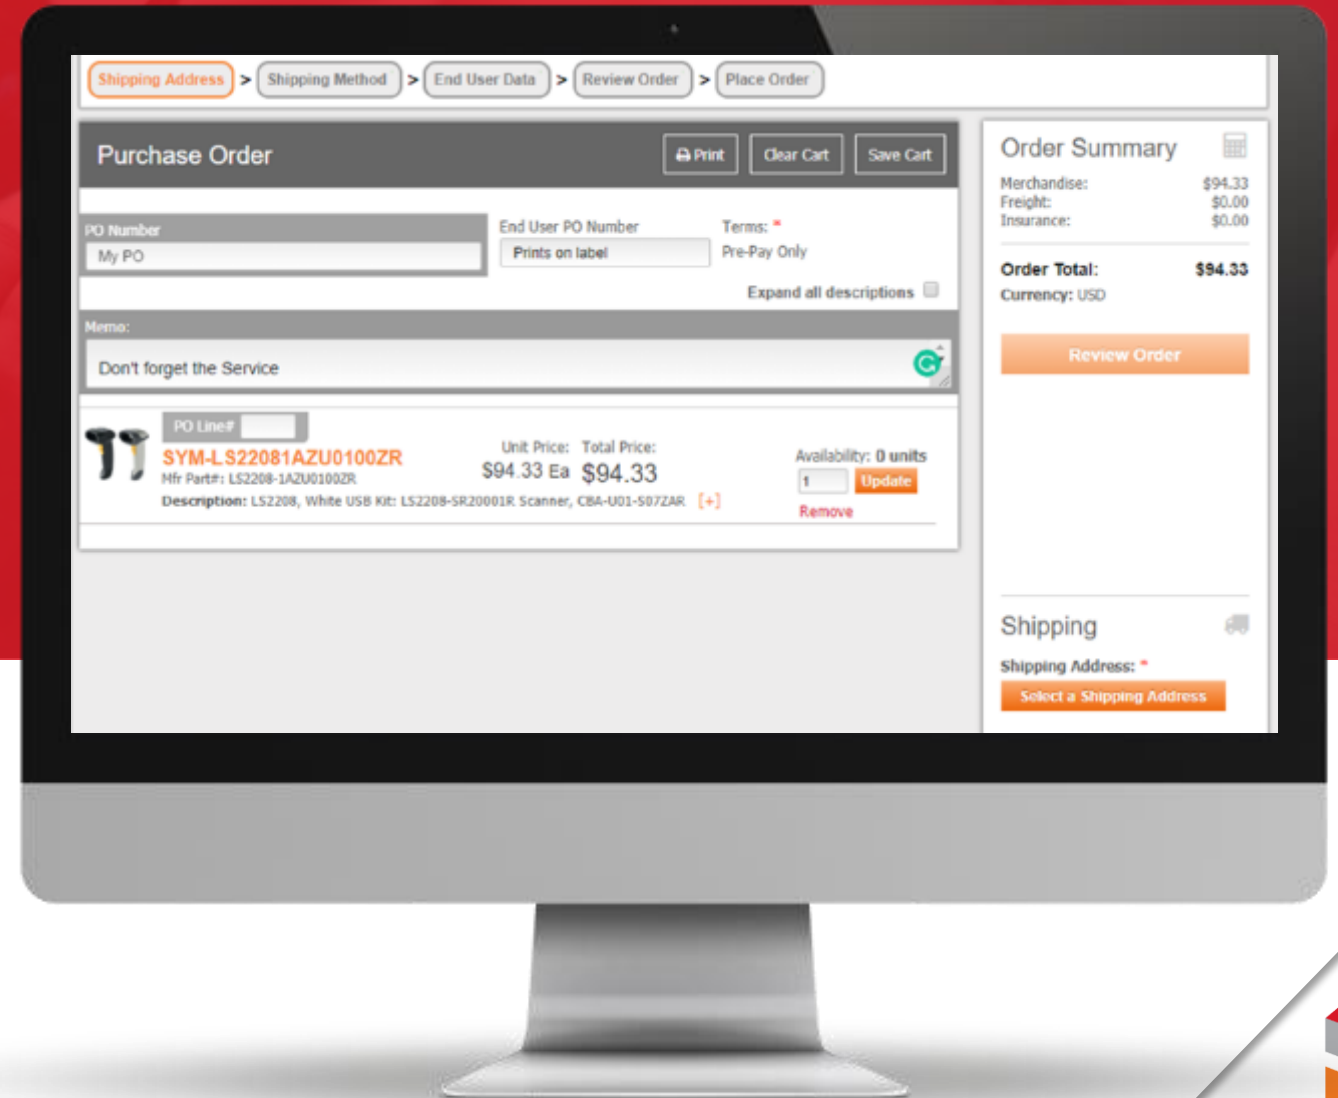 Shipping Address > Shipping Method > End User Data > Review Order > Place Order
Purchase Order
Print
Clear Cart
Save Cart
PO Number
My PO
End User PO Number
Prints on label
Terms: *
Pre-Pay Only
Expand all descriptions
Memo:
Don't forget the Service
PO Line#
SYM-LS22081AZU0100ZR
Mfr Part#: LS2208-1AZU0100ZR
Description: LS2208, White USB Kit: LS2208-SR20001R Scanner, CBA-U01-S07ZAR [+]
Unit Price: Total Price:
$94.33 Ea $94.33
Availability: 0 units
1 Update
Remove
Order Summary
Merchandise: $94.33
Freight: $0.00
Insurance: $0.00
Order Total: $94.33
Currency: USD
Review Order
Shipping
Shipping Address: *
Select a Shipping Address